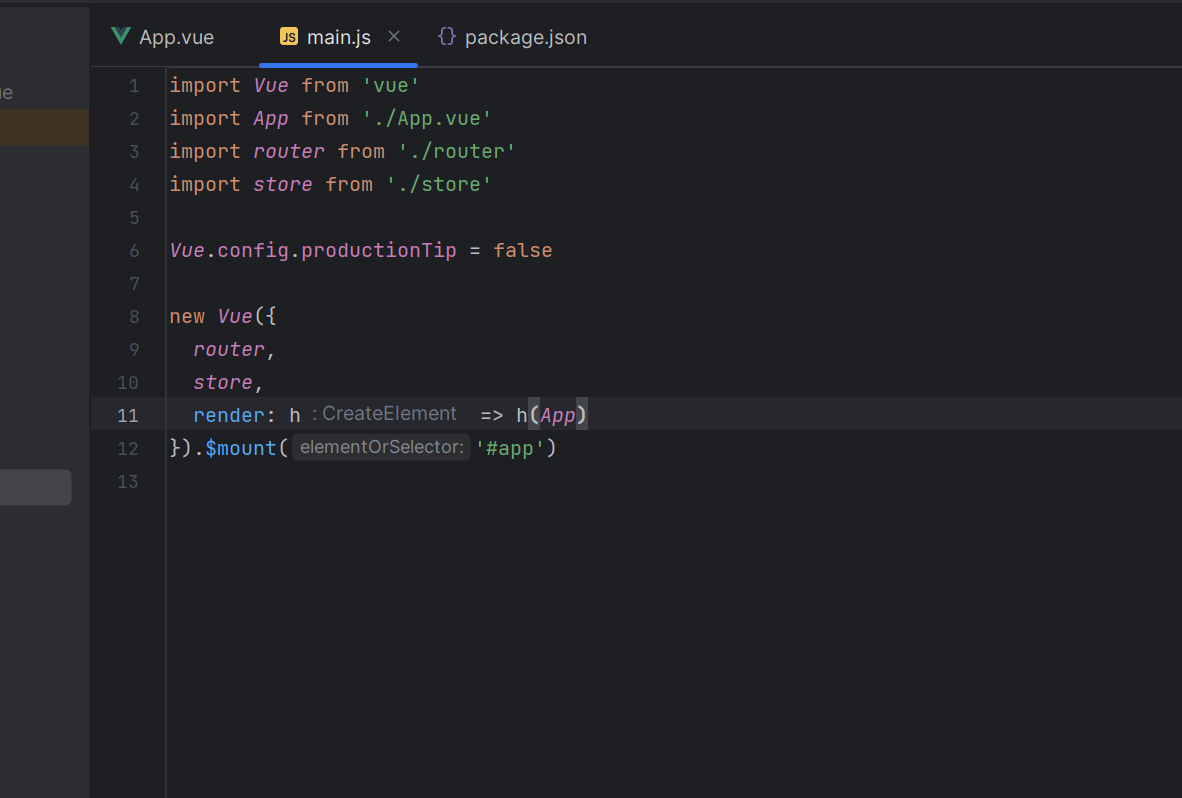 App.vue main.js package.json
1 import Vue from 'vue'
2 import App from './App.vue'
3 import router from './router'
4 import store from './store'
5
6 Vue.config.productionTip = false
7
8 new Vue({
9 router,
10 store,
11 render: h : CreateElement => h(App)
12 }).$mount( elementOrSelector: '#app')
13